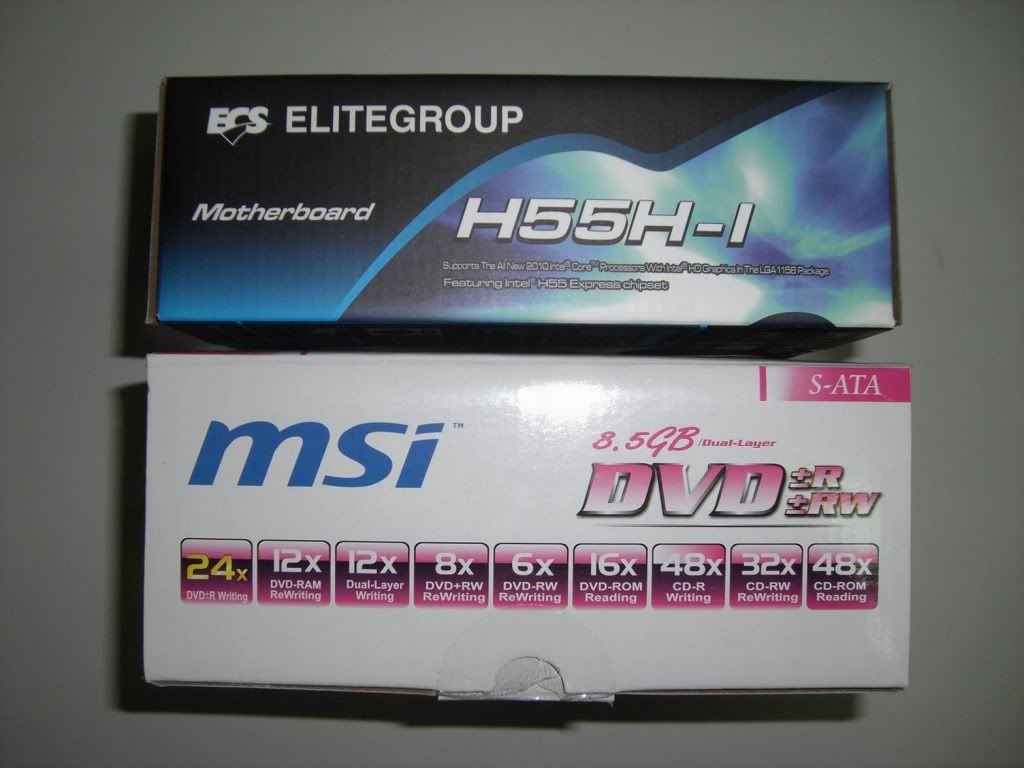 ECS ELITEGROUP
Motherboard
H55H-I
Supports The All New 2010 Intel® Core™ Processors With Intel® HD Graphics In The LGA1156 Package
Featuring Intel® H55 Express chipset
S-ATA
msi™
8.5GB /Dual-Layer
DVD ±R ±RW
24x DVD±R Writing
12x DVD-RAM ReWriting
12x Dual-Layer Writing
8x DVD+RW ReWriting
6x DVD-RW ReWriting
16x DVD-ROM Reading
48x CD-R Writing
32x CD-RW ReWriting
48x CD-ROM Reading